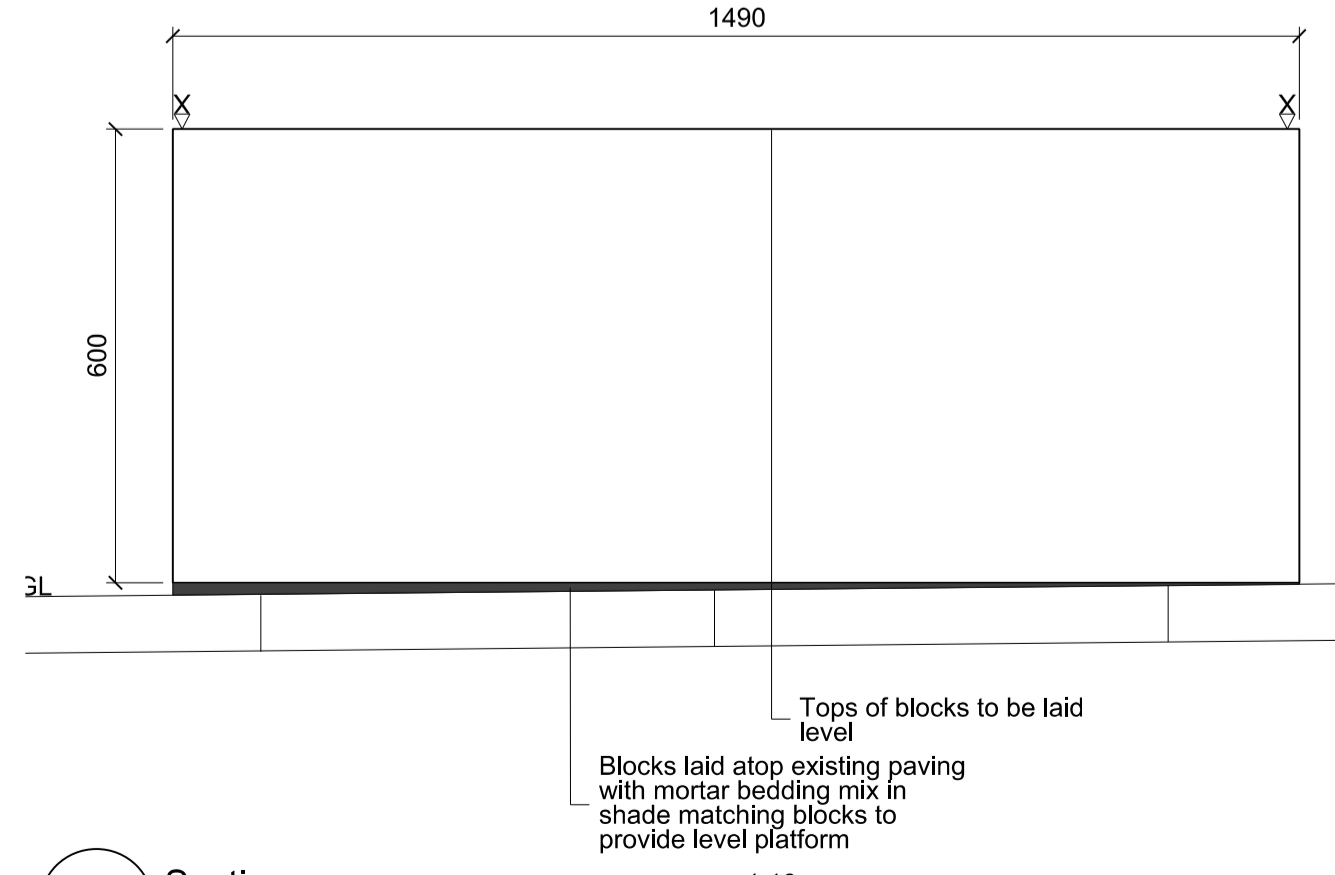 1490
X X
600
GL
Tops of blocks to be laid
level
Blocks laid atop existing paving
with mortar bedding mix in
shade matching blocks to
provide level platform